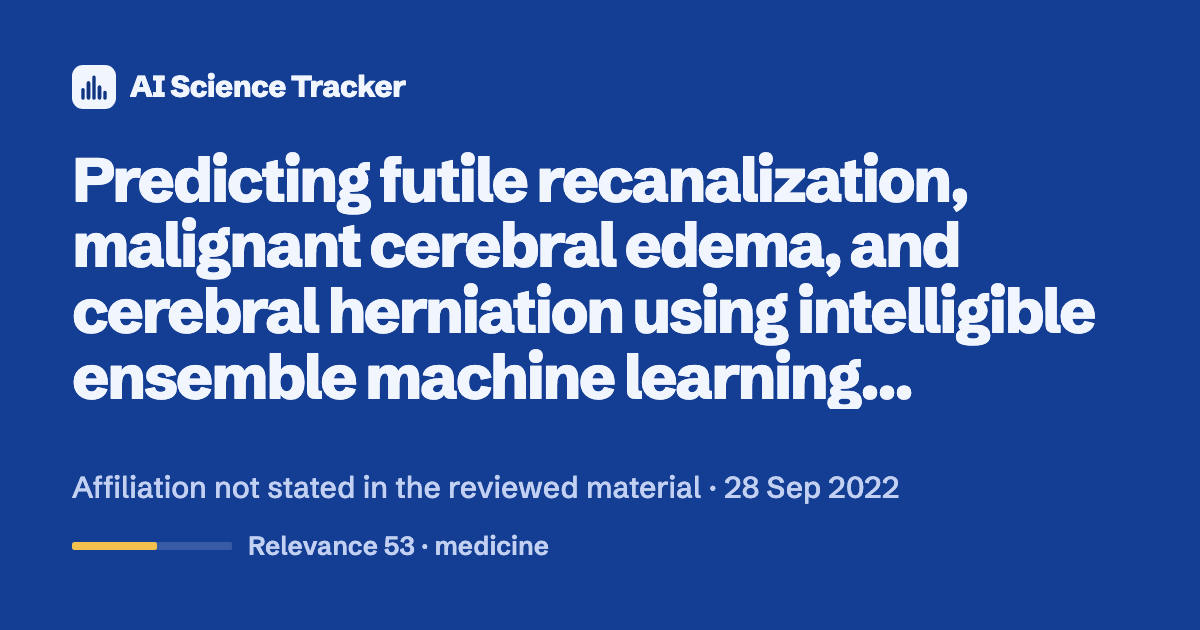 AI Science Tracker
Predicting futile recanalization,
malignant cerebral edema, and
cerebral herniation using intelligible
ensemble machine learning...
Affiliation not stated in the reviewed material · 28 Sep 2022
Relevance 53 · medicine